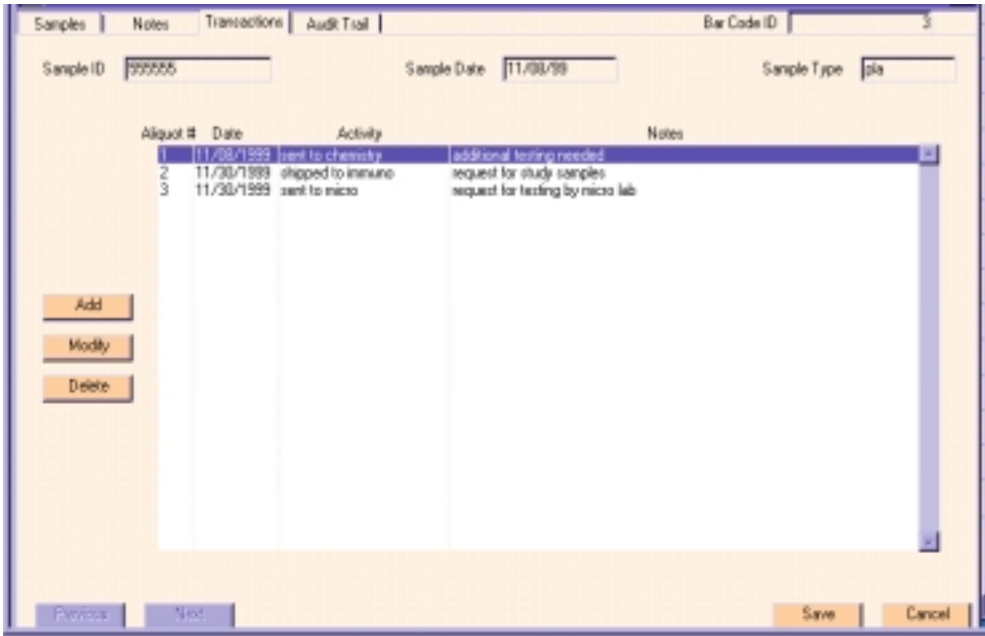 Samples Notes Transactions Audit Trail Bar Code ID 3
Sample ID 555555 Sample Date 11/08/99 Sample Type pla
Aliquot # Date Activity Notes
1 11/08/1999 sent to chemistry additional testing needed
2 11/30/1999 shipped to immuno request for study samples
3 11/30/1999 sent to micro request for testing by micro lab
Add
Modify
Delete
Previous Next Save Cancel